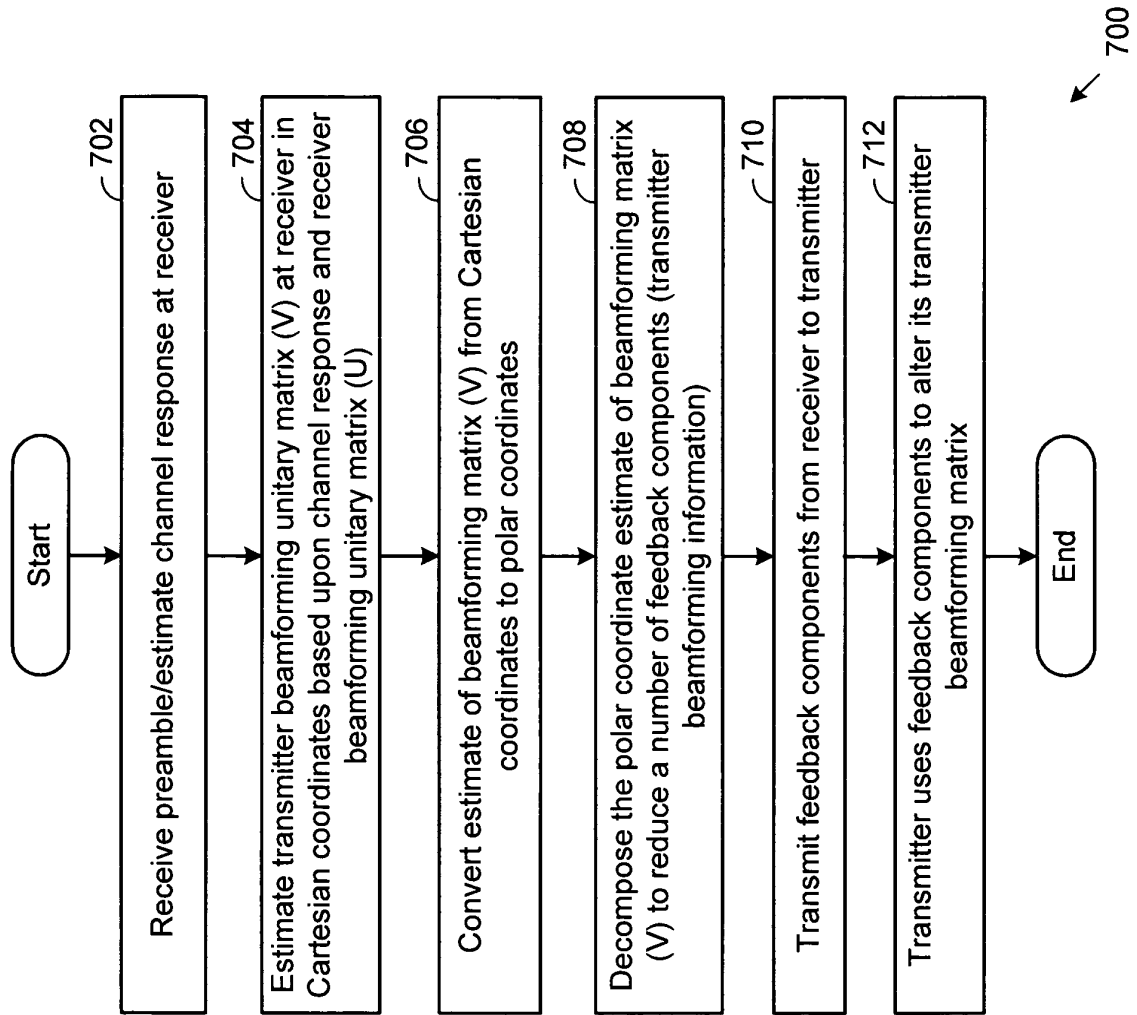 Start
702
Receive preamble/estimate channel response at receiver
704
Estimate transmitter beamforming unitary matrix (V) at receiver in
Cartesian coordinates based upon channel response and receiver
beamforming unitary matrix (U)
706
Convert estimate of beamforming matrix (V) from Cartesian
coordinates to polar coordinates
708
Decompose the polar coordinate estimate of beamforming matrix
(V) to reduce a number of feedback components (transmitter
beamforming information)
710
Transmit feedback components from receiver to transmitter
712
Transmitter uses feedback components to alter its transmitter
beamforming matrix
End
700